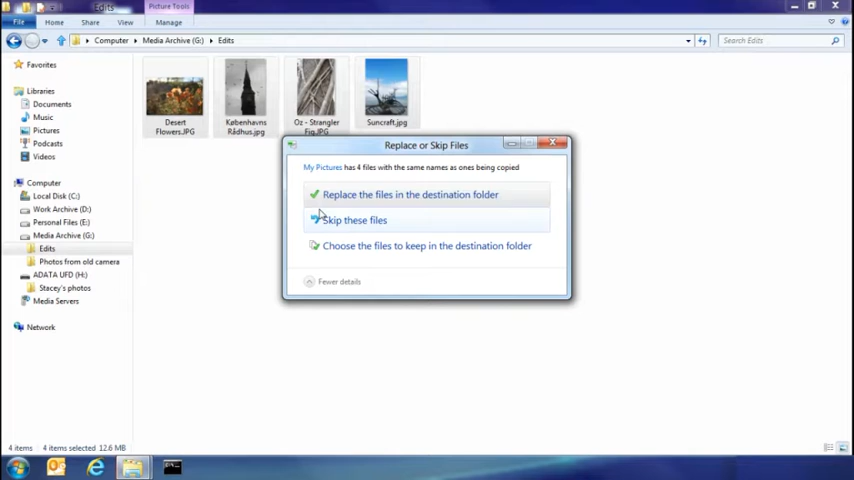 Edits
Picture Tools
File
Home
Share
View
Manage
Computer
Media Archive (G:)
Edits
Search Edits
Favorites
Libraries
Documents
Music
Pictures
Podcasts
Videos
Computer
Local Disk (C:)
Work Archive (D:)
Personal Files (E:)
Media Archive (G:)
Edits
Photos from old camera
ADATA UFD (H:)
Stacey's photos
Media Servers
Network
Desert
Flowers.JPG
Københavns
Rådhus.jpg
Oz - Strangler
Fig.JPG
Suncraft.jpg
Replace or Skip Files
My Pictures has 4 files with the same names as ones being copied
Replace the files in the destination folder
Skip these files
Choose the files to keep in the destination folder
Fewer details
4 items
4 items selected 12.6 MB